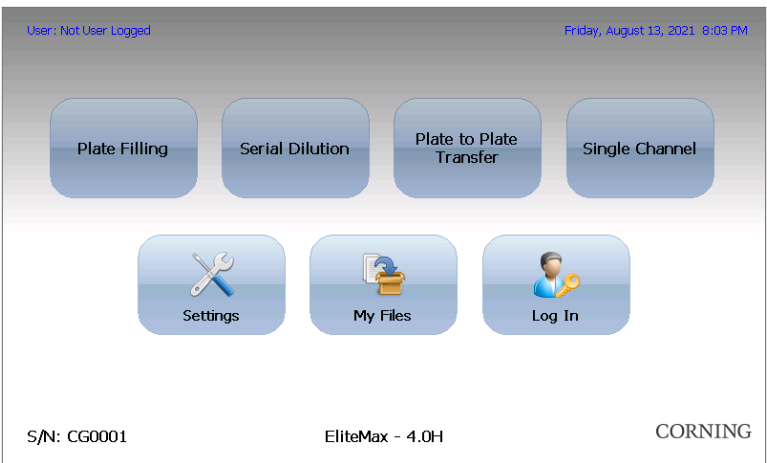 User: Not User Logged
Friday, August 13, 2021 8:03 PM
Plate Filling
Serial Dilution
Plate to Plate
Transfer
Single Channel
Settings
My Files
Log In
S/N: CG0001
EliteMax - 4.0H
CORNING